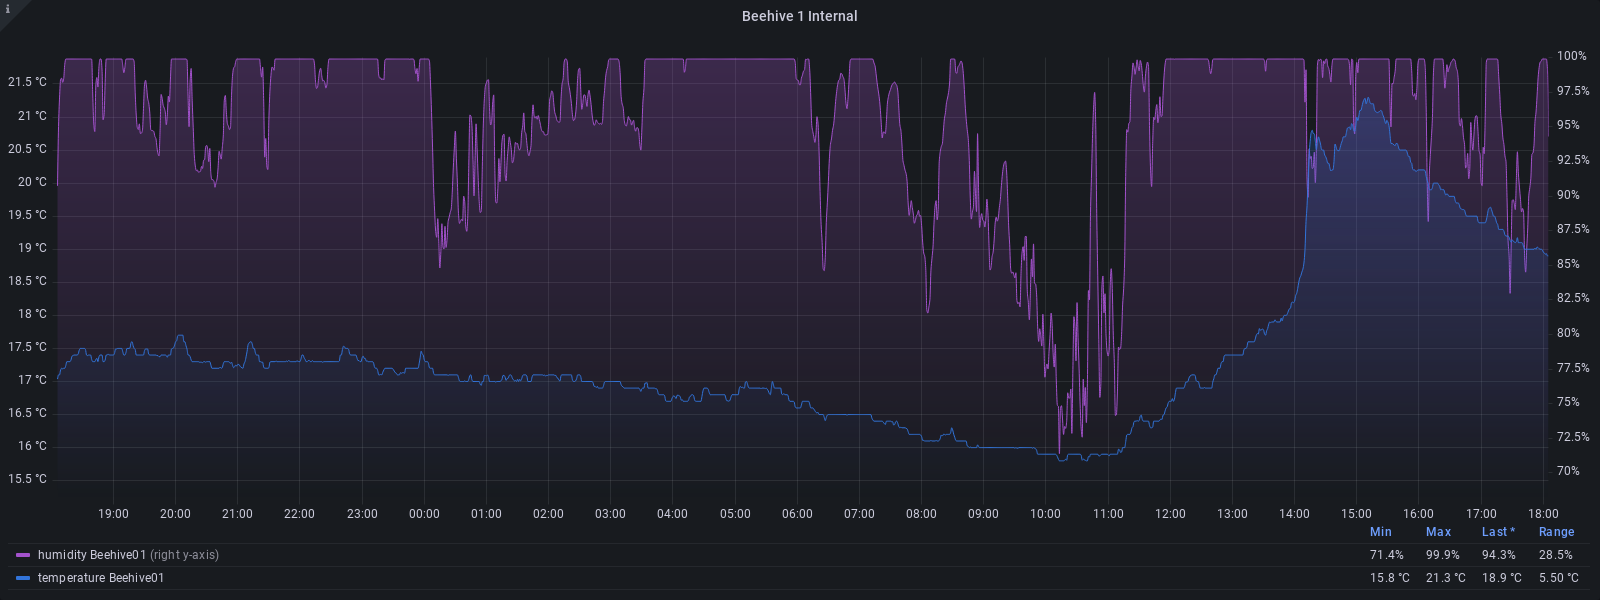 i
Beehive 1 Internal
21.5 °C
21 °C
20.5 °C
20 °C
19.5 °C
19 °C
18.5 °C
18 °C
17.5 °C
17 °C
16.5 °C
16 °C
15.5 °C
100%
97.5%
95%
92.5%
90%
87.5%
85%
82.5%
80%
77.5%
75%
72.5%
70%
19:00 20:00 21:00 22:00 23:00 00:00 01:00 02:00 03:00 04:00 05:00 06:00 07:00 08:00 09:00 10:00 11:00 12:00 13:00 14:00 15:00 16:00 17:00 18:00
Min Max Last * Range
humidity Beehive01 (right y-axis) 71.4% 99.9% 94.3% 28.5%
temperature Beehive01 15.8 °C 21.3 °C 18.9 °C 5.50 °C